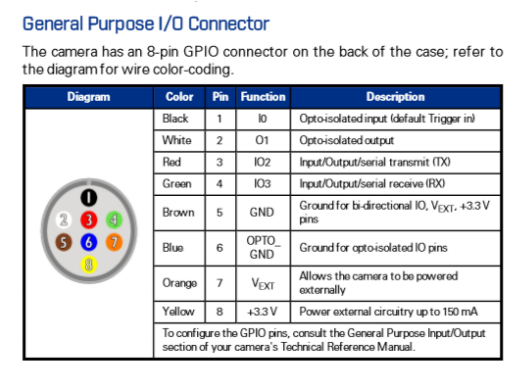 General Purpose I/O Connector
The camera has an 8-pin GPIO connector on the back of the case; refer to
the diagram for wire color-coding.
Diagram Color Pin Function Description
Black 1 I0 Opto-isolated input (default Trigger in)
White 2 O1 Opto-isolated output
Red 3 IO2 Input/Output/serial transmit (TX)
Green 4 IO3 Input/Output/serial receive (RX)
Brown 5 GND Ground for bi-directional IO, VEXT, +3.3 V
pins
Blue 6 OPTO_
GND Ground for opto-isolated IO pins
Orange 7 VEXT Allows the camera to be powered
externally
Yellow 8 +3.3 V Power external circuitry up to 150 mA
1
2 3 4
5 6 7
8
To configure the GPIO pins, consult the General Purpose Input/Output
section of your camera's Technical Reference Manual.